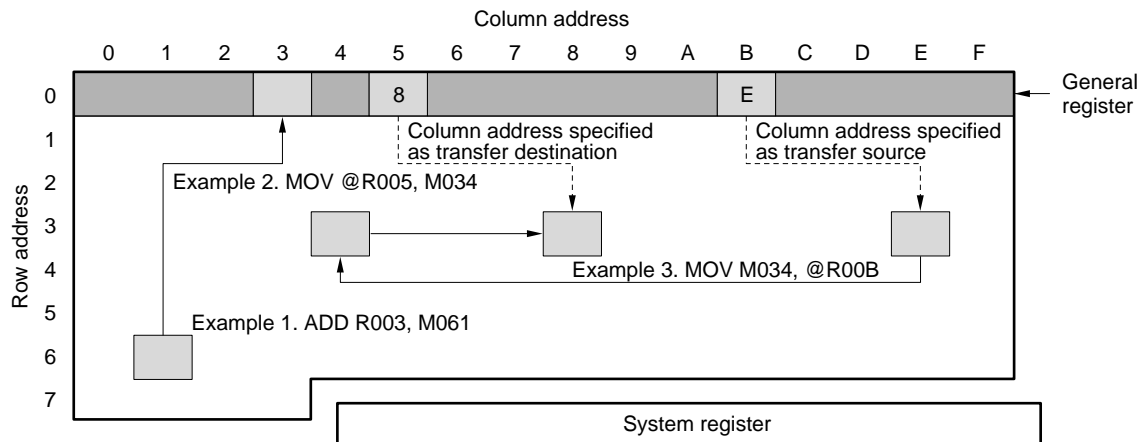 Column address
0 1 2 3 4 5 6 7 8 9 A B C D E F
0 8 E
General
register
1
Column address specified
as transfer destination
Column address specified
as transfer source
2
Example 2. MOV @R005, M034
3
4
Example 3. MOV M034, @R00B
5
Example 1. ADD R003, M061
6
7
Row address
System register